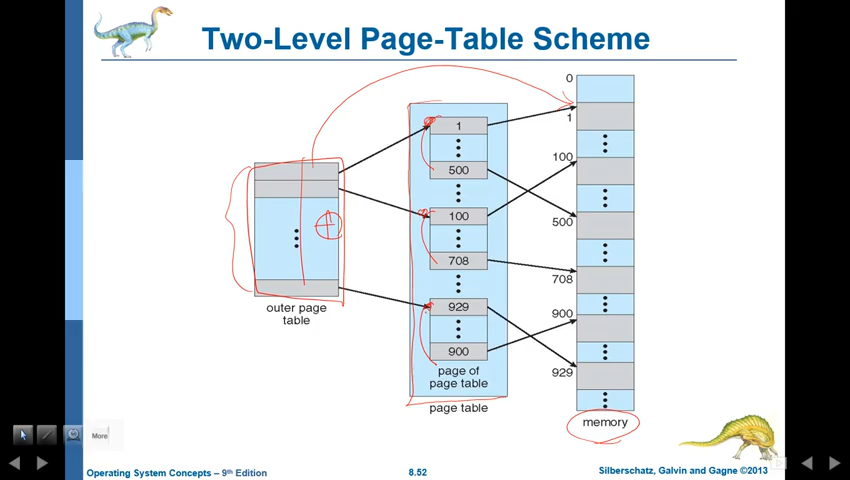 Two-Level Page-Table Scheme
0
1
1
500
100
100
500
708
708
929
900
900
929
outer page
table
page of
page table
page table
memory
More
Operating System Concepts – 9th Edition
8.52
Silberschatz, Galvin and Gagne ©2013